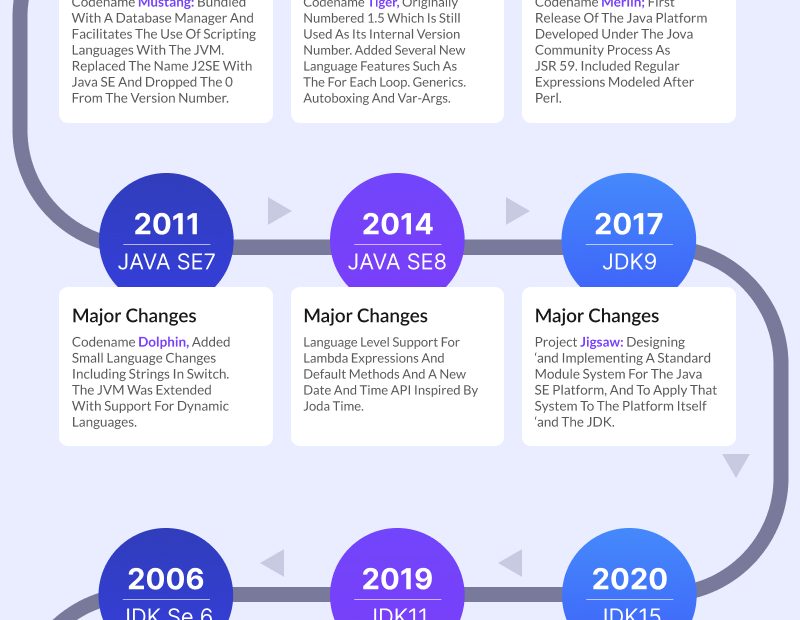 Codename Mustang: Bundled
With A Database Manager And
Facilitates The Use Of Scripting
Languages With The JVM.
Replaced The Name J2SE With
Java SE And Dropped The 0
From The Version Number.
Codename Tiger, Originally
Numbered 1.5 Which Is Still
Used As Its Internal Version
Number. Added Several New
Language Features Such As
The For Each Loop. Generics.
Autoboxing And Var-Args.
Codename Merlin; First
Release Of The Java Platform
Developed Under The Jova
Community Process As
JSR 59. Included Regular
Expressions Modeled After
Perl.
2011
JAVA SE7
2014
JAVA SE8
2017
JDK9
Major Changes
Codename Dolphin, Added
Small Language Changes
Including Strings In Switch.
The JVM Was Extended
With Support For Dynamic
Languages.
Major Changes
Language Level Support For
Lambda Expressions And
Default Methods And A New
Date And Time API Inspired By
Joda Time.
Major Changes
Project Jigsaw: Designing
‘and Implementing A Standard
Module System For The Java
SE Platform, And To Apply That
System To The Platform Itself
‘and The JDK.
2006
JDK Se 6
2019
JDK11
2020
JDK15